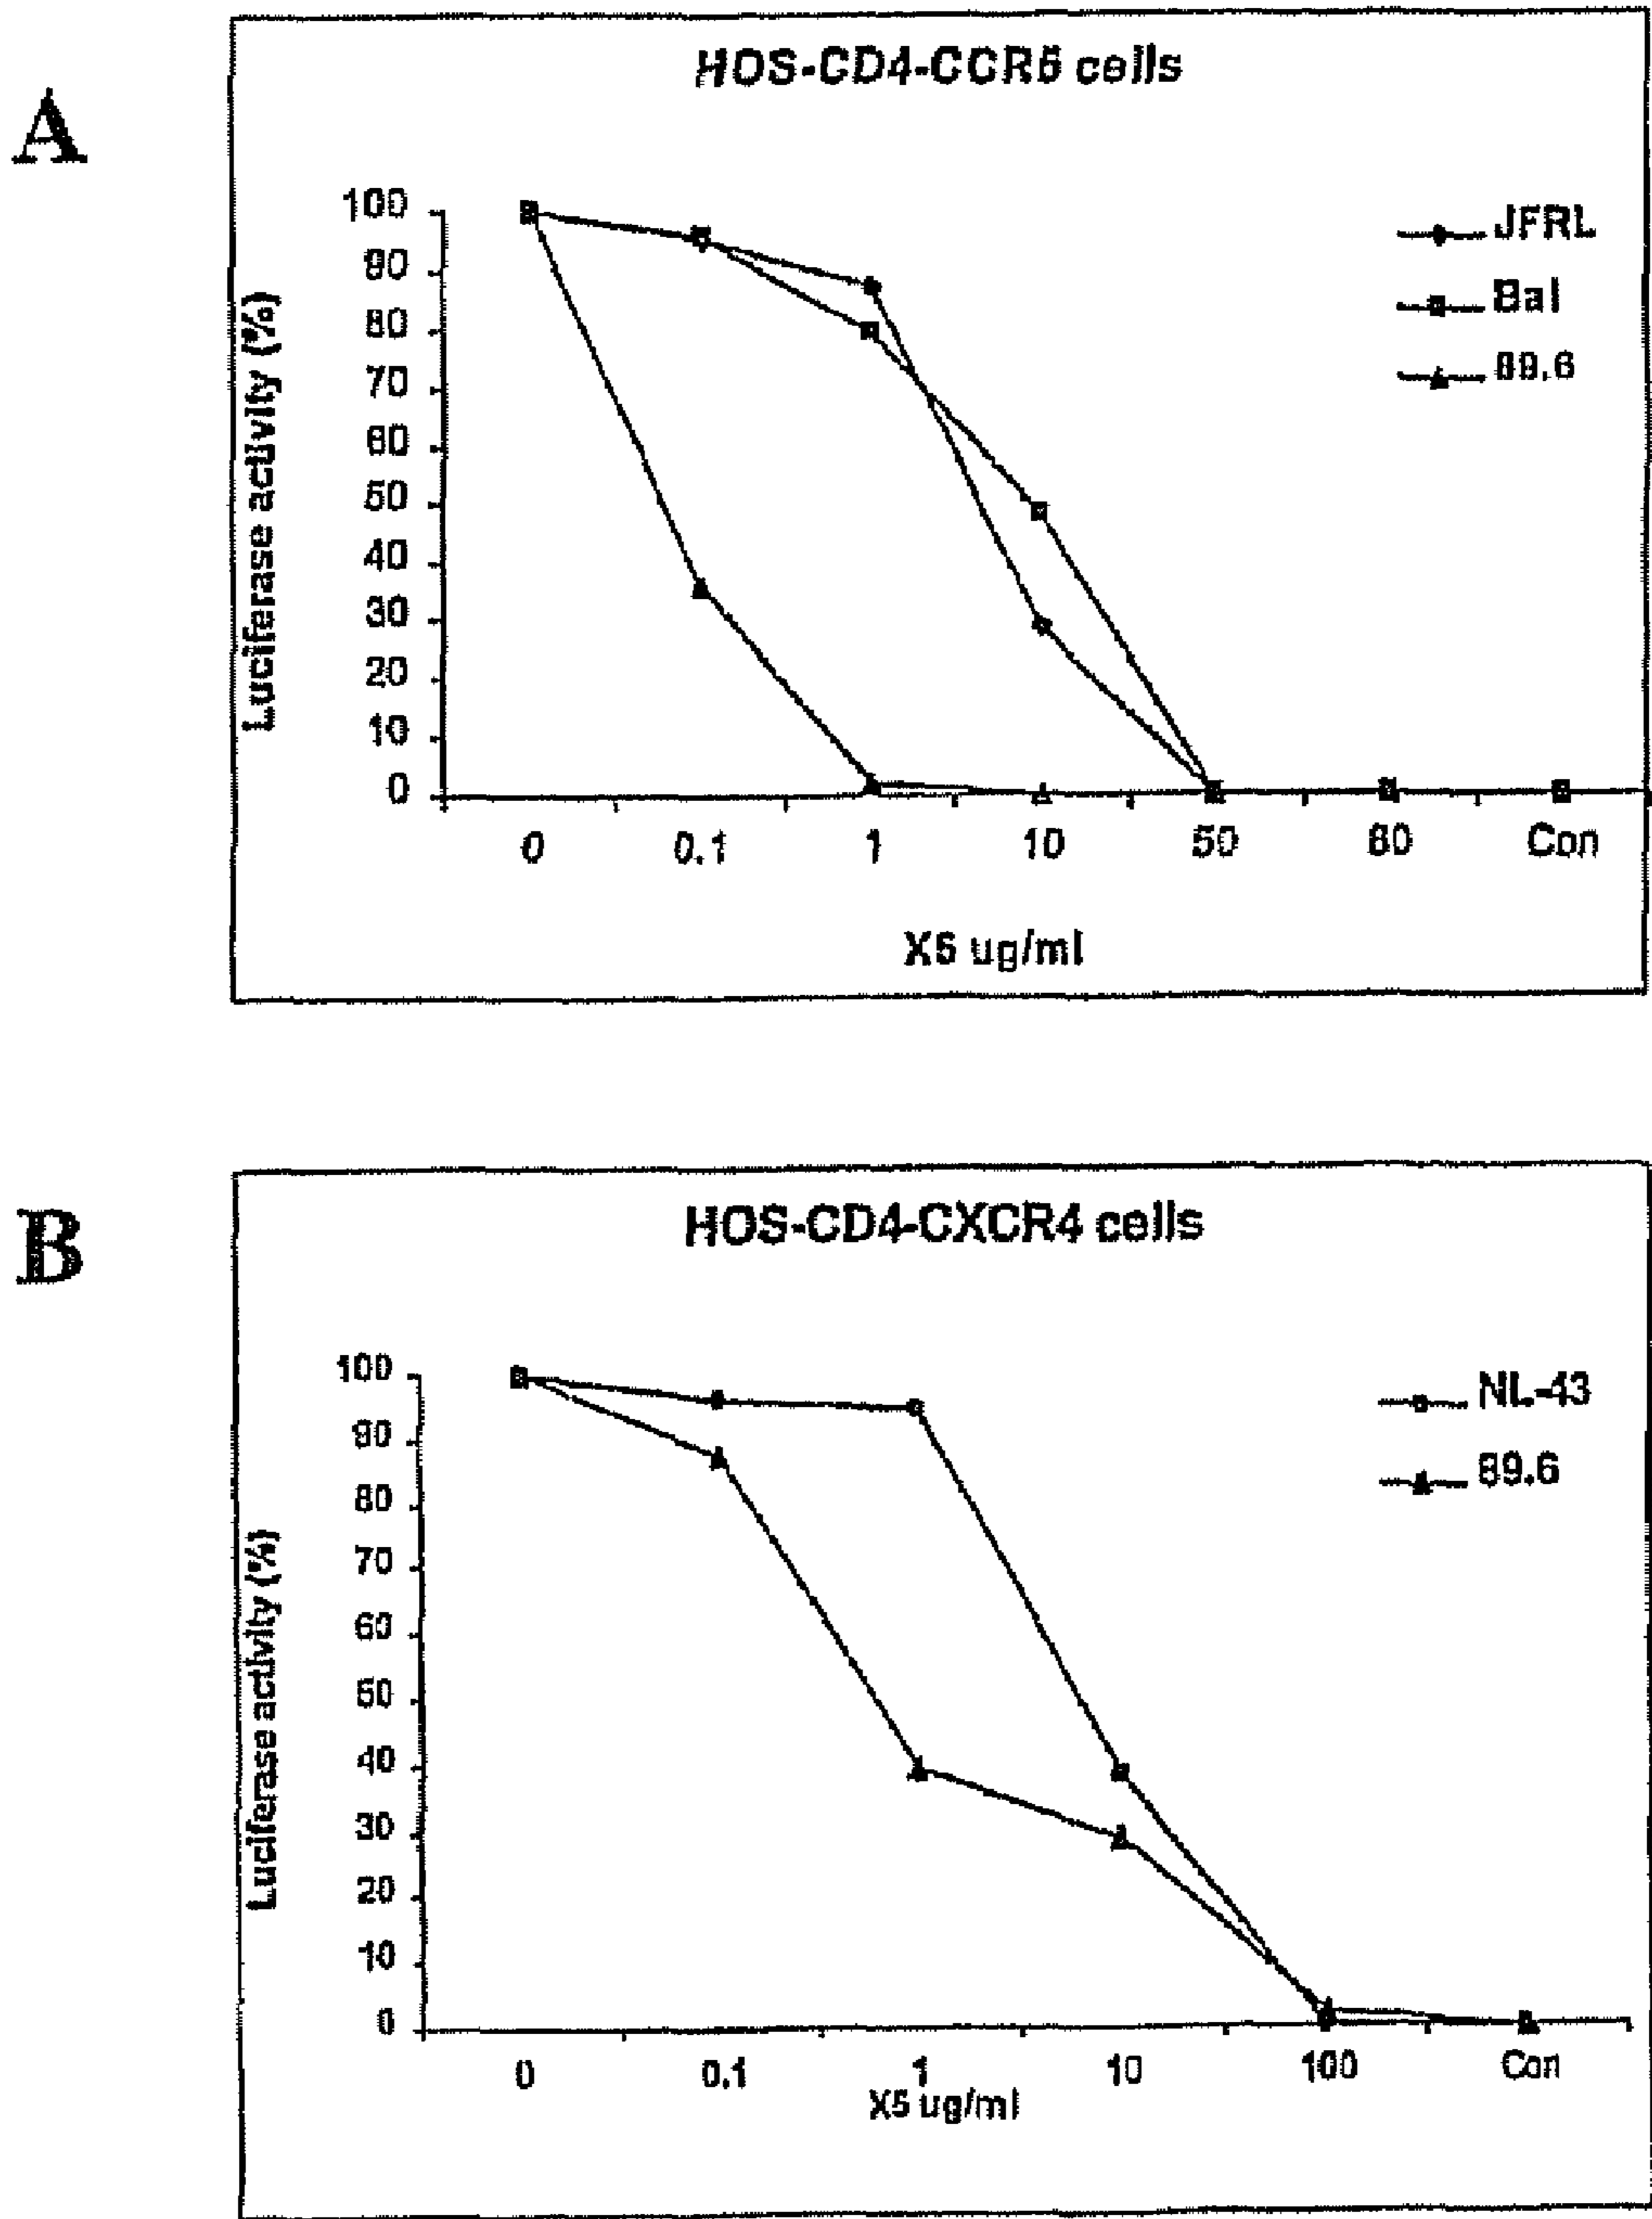 A
HOS-CD4-CCR5 cells
100
90
80
70
60
50
40
30
20
10
0
Luciferase activity (%)
JFRL
Bal
89.6
0 0.1 1 10 50 80 Con
X5 ug/ml
B
HOS-CD4-CXCR4 cells
100
90
80
70
60
50
40
30
20
10
0
Luciferase activity (%)
NL-43
89.6
0 0.1 1 10 100 Con
X5 ug/ml